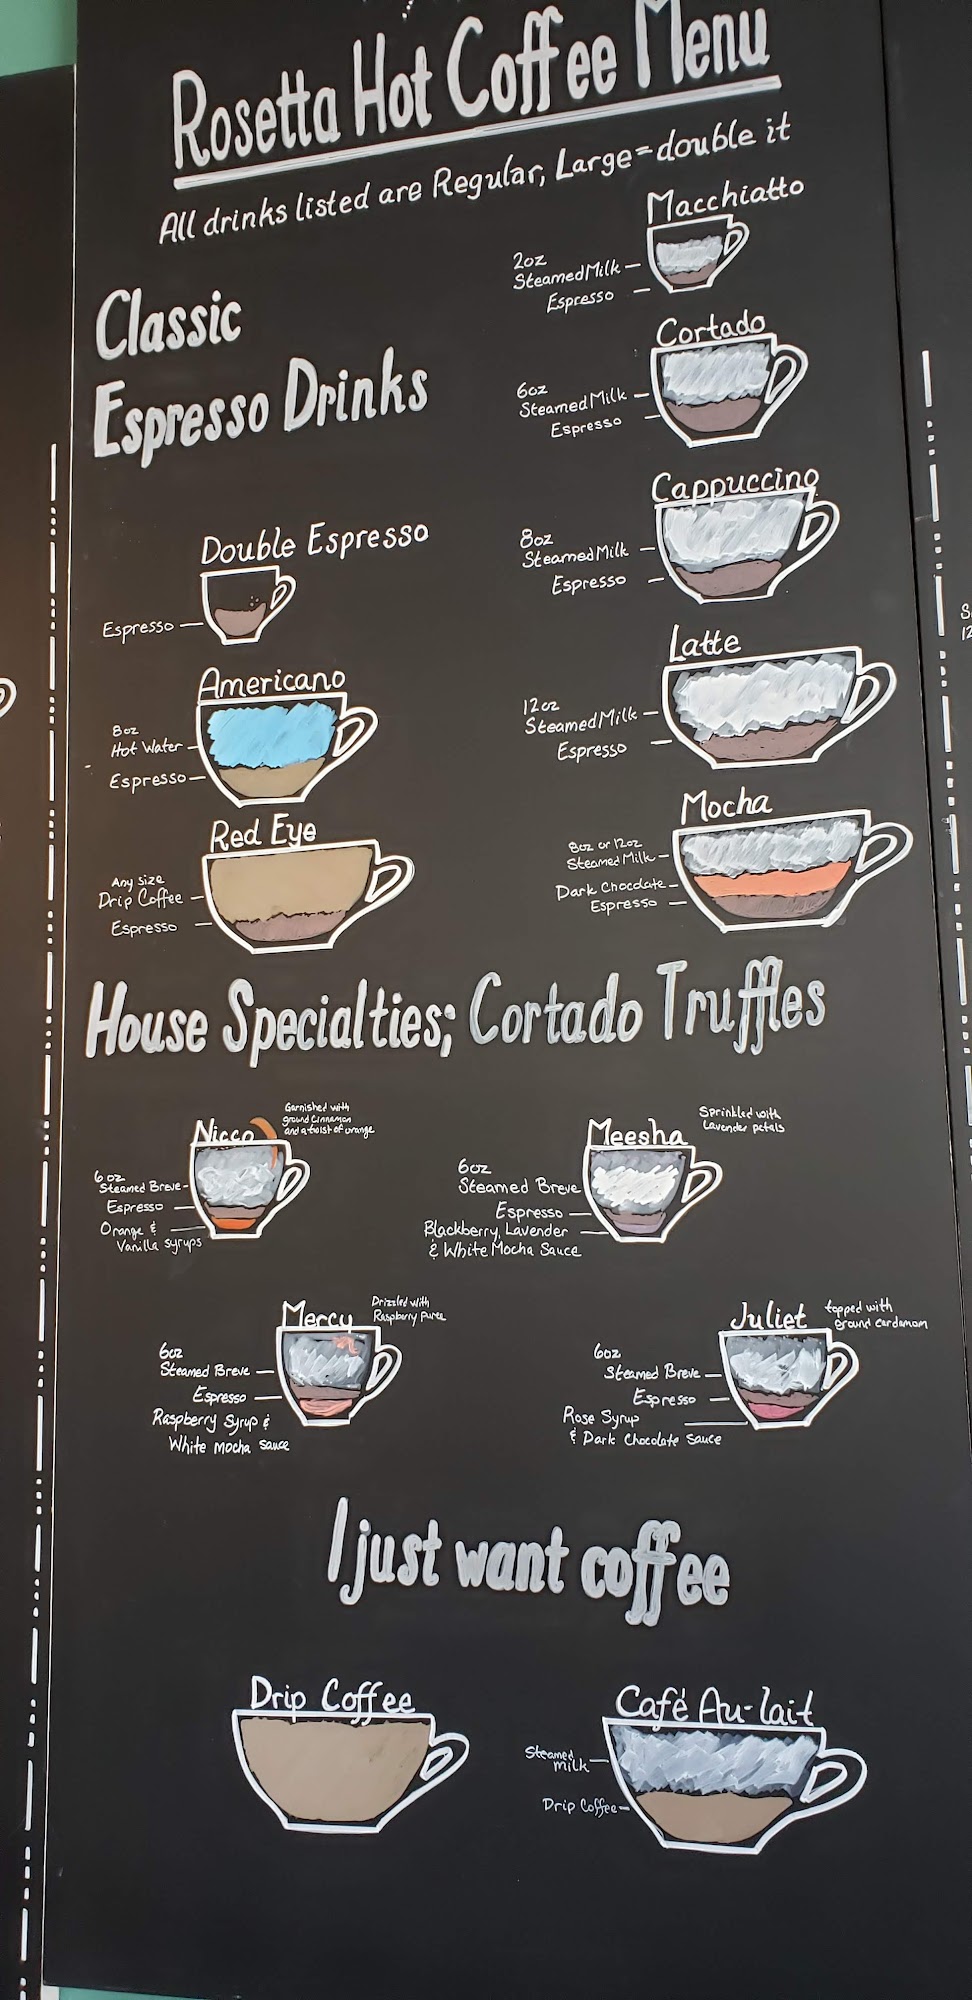 Rosetta Hot Coffee Menu
All drinks listed are Regular, Large=double it
Classic
Espresso Drinks
Double Espresso
Espresso
Americano
8oz
Hot Water
Espresso
Red Eye
Any size
Drip Coffee
Espresso
Macchiatto
2oz
Steamed Milk
Espresso
Cortado
6oz
Steamed Milk
Espresso
Cappuccino
8oz
Steamed Milk
Espresso
Latte
12oz
Steamed Milk
Espresso
Mocha
8oz or 12oz
Steamed Milk
Dark Chocolate
Espresso
House Specialties; Cortado Truffles
Nicco
Garnished with
ground Cinnamon
and a twist of orange
6oz
Steamed Breve
Espresso
Orange &
Vanilla syrups
Meesha
Sprinkled with
Lavender petals
6oz
Steamed Breve
Espresso
Blackberry, Lavender
& White Mocha Sauce
Mercy
Drizzled with
Raspberry puree
6oz
Steamed Breve
Espresso
Raspberry Syrup &
White Mocha Sauce
Juliet
topped with
ground cardamom
6oz
Steamed Breve
Espresso
Rose Syrup
& Dark Chocolate Sauce
I just want coffee
Drip Coffee
Café Au-lait
Steamed
milk
Drip Coffee